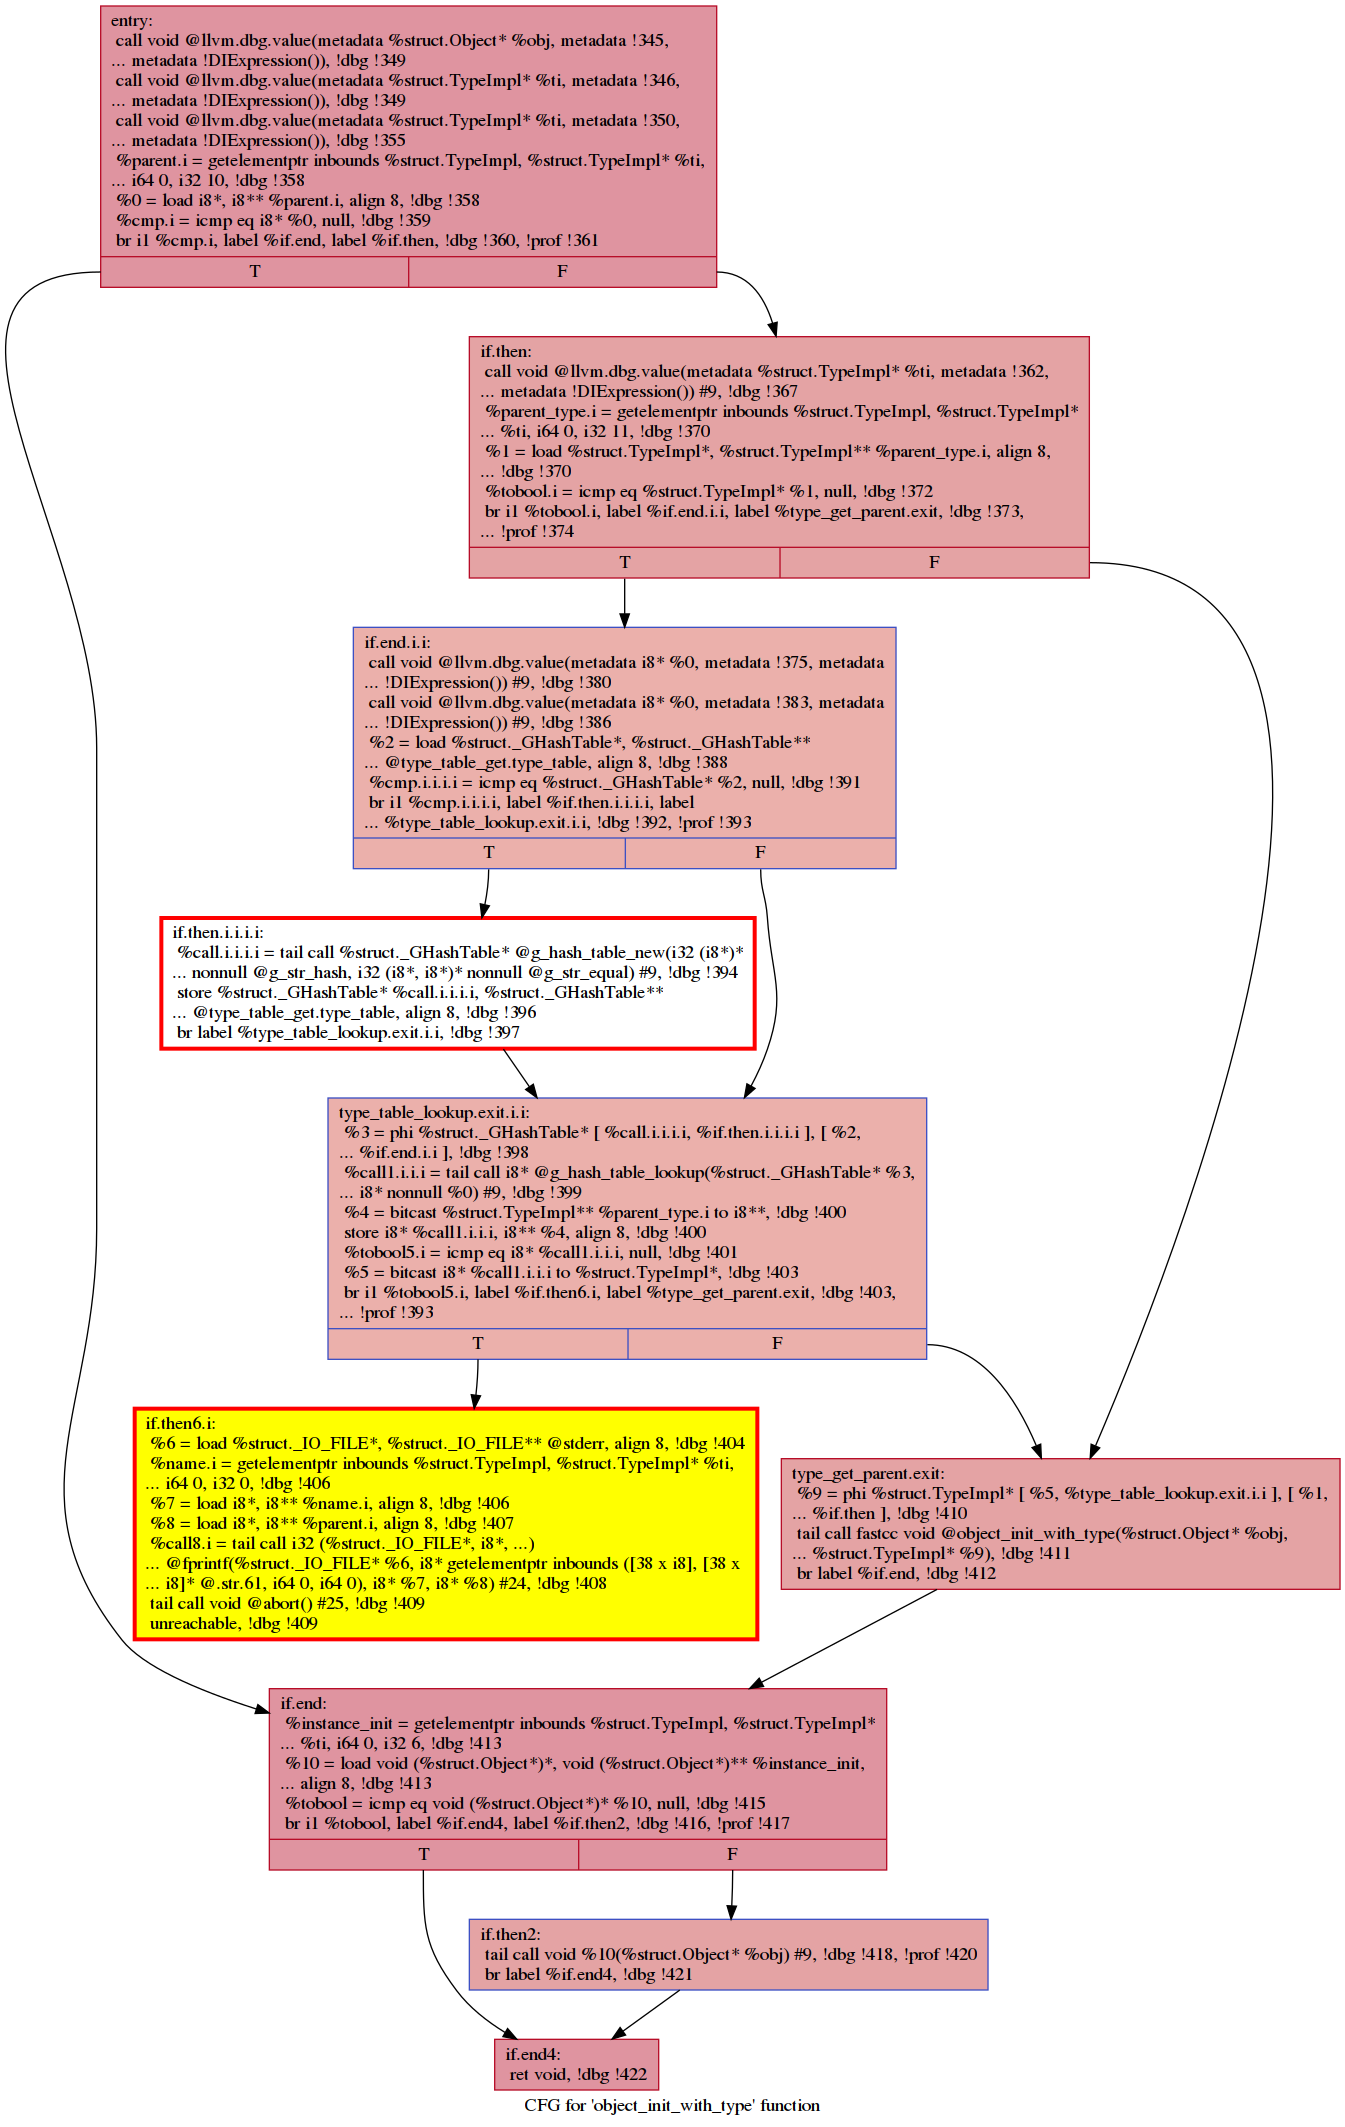 entry:
call void @llvm.dbg.value(metadata %struct.Object* %obj, metadata !345,
... metadata !DIExpression()), !dbg !349
call void @llvm.dbg.value(metadata %struct.TypeImpl* %ti, metadata !346,
... metadata !DIExpression()), !dbg !349
call void @llvm.dbg.value(metadata %struct.TypeImpl* %ti, metadata !350,
... metadata !DIExpression()), !dbg !355
%parent.i = getelementptr inbounds %struct.TypeImpl, %struct.TypeImpl* %ti,
... i64 0, i32 10, !dbg !358
%0 = load i8*, i8** %parent.i, align 8, !dbg !358
%cmp.i = icmp eq i8* %0, null, !dbg !359
br i1 %cmp.i, label %if.end, label %if.then, !dbg !360, !prof !361
T F
if.then:
call void @llvm.dbg.value(metadata %struct.TypeImpl* %ti, metadata !362,
... metadata !DIExpression()) #9, !dbg !367
%parent_type.i = getelementptr inbounds %struct.TypeImpl, %struct.TypeImpl*
... %ti, i64 0, i32 11, !dbg !370
%1 = load %struct.TypeImpl*, %struct.TypeImpl** %parent_type.i, align 8,
... !dbg !370
%tobool.i = icmp eq %struct.TypeImpl* %1, null, !dbg !372
br i1 %tobool.i, label %if.end.i.i, label %type_get_parent.exit, !dbg !373,
... !prof !374
T F
if.end.i.i:
call void @llvm.dbg.value(metadata i8* %0, metadata !375, metadata
... !DIExpression()) #9, !dbg !380
call void @llvm.dbg.value(metadata i8* %0, metadata !383, metadata
... !DIExpression()) #9, !dbg !386
%2 = load %struct._GHashTable*, %struct._GHashTable**
... @type_table_get.type_table, align 8, !dbg !388
%cmp.i.i.i.i = icmp eq %struct._GHashTable* %2, null, !dbg !391
br i1 %cmp.i.i.i.i, label %if.then.i.i.i.i, label
... %type_table_lookup.exit.i.i, !dbg !392, !prof !393
T F
if.then.i.i.i.i:
%call.i.i.i.i = tail call %struct._GHashTable* @g_hash_table_new(i32 (i8*)*
... nonnull @g_str_hash, i32 (i8*, i8*)* nonnull @g_str_equal) #9, !dbg !394
store %struct._GHashTable* %call.i.i.i.i, %struct._GHashTable**
... @type_table_get.type_table, align 8, !dbg !396
br label %type_table_lookup.exit.i.i, !dbg !397
type_table_lookup.exit.i.i:
%3 = phi %struct._GHashTable* [ %call.i.i.i.i, %if.then.i.i.i.i ], [ %2,
... %if.end.i.i ], !dbg !398
%call1.i.i.i = tail call i8* @g_hash_table_lookup(%struct._GHashTable* %3,
... i8* nonnull %0) #9, !dbg !399
%4 = bitcast %struct.TypeImpl** %parent_type.i to i8**, !dbg !400
store i8* %call1.i.i.i, i8** %4, align 8, !dbg !400
%tobool5.i = icmp eq i8* %call1.i.i.i, null, !dbg !401
%5 = bitcast i8* %call1.i.i.i to %struct.TypeImpl*, !dbg !403
br i1 %tobool5.i, label %if.then6.i, label %type_get_parent.exit, !dbg !403,
... !prof !393
T F
if.then6.i:
%6 = load %struct._IO_FILE*, %struct._IO_FILE** @stderr, align 8, !dbg !404
%name.i = getelementptr inbounds %struct.TypeImpl, %struct.TypeImpl* %ti,
... i64 0, i32 0, !dbg !406
%7 = load i8*, i8** %name.i, align 8, !dbg !406
%8 = load i8*, i8** %parent.i, align 8, !dbg !407
%call8.i = tail call i32 (%struct._IO_FILE*, i8*, ...)
... @fprintf(%struct._IO_FILE* %6, i8* getelementptr inbounds ([38 x i8], [38 x
... i8]* @.str.61, i64 0, i64 0), i8* %7, i8* %8) #24, !dbg !408
tail call void @abort() #25, !dbg !409
unreachable, !dbg !409
type_get_parent.exit:
%9 = phi %struct.TypeImpl* [ %5, %type_table_lookup.exit.i.i ], [ %1,
... %if.then ], !dbg !410
tail call fastcc void @object_init_with_type(%struct.Object* %obj,
... %struct.TypeImpl* %9), !dbg !411
br label %if.end, !dbg !412
if.end:
%instance_init = getelementptr inbounds %struct.TypeImpl, %struct.TypeImpl*
... %ti, i64 0, i32 6, !dbg !413
%10 = load void (%struct.Object*)*, void (%struct.Object*)** %instance_init,
... align 8, !dbg !413
%tobool = icmp eq void (%struct.Object*)* %10, null, !dbg !415
br i1 %tobool, label %if.end4, label %if.then2, !dbg !416, !prof !417
T F
if.then2:
tail call void %10(%struct.Object* %obj) #9, !dbg !418, !prof !420
br label %if.end4, !dbg !421
if.end4:
ret void, !dbg !422
CFG for 'object_init_with_type' function